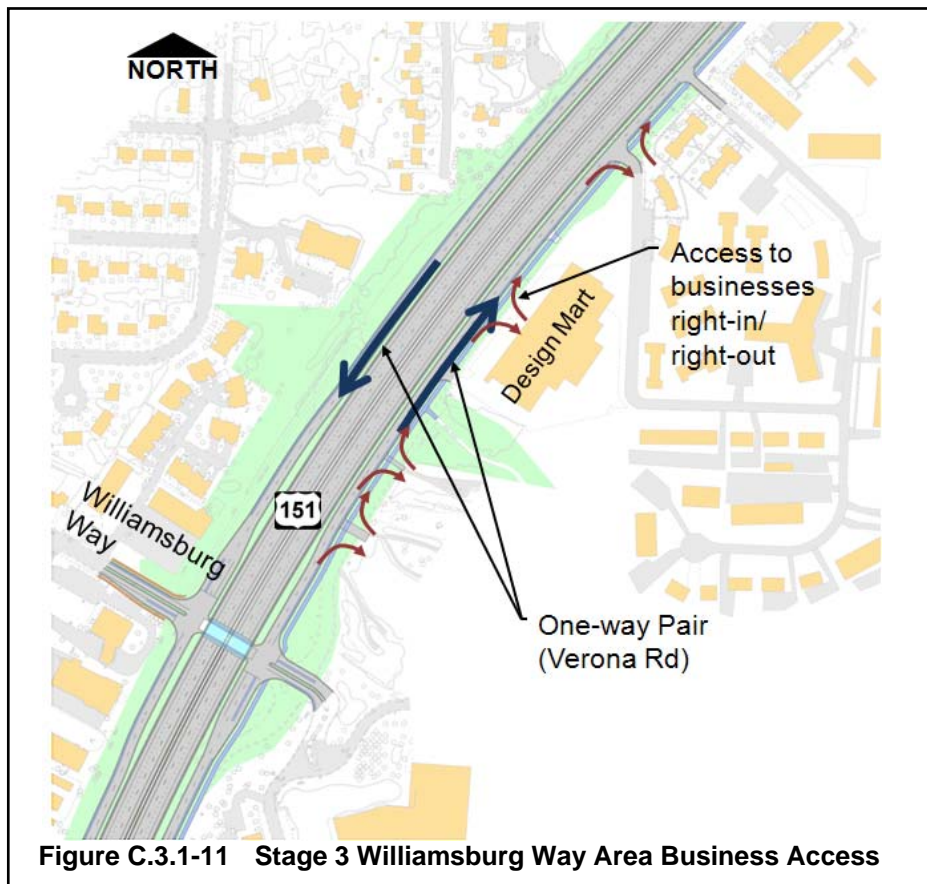 NORTH
Access to
businesses
right-in/
right-out
Design Mart
151
Williamsburg
Way
One-way Pair
(Verona Rd)
Figure C.3.1-11 Stage 3 Williamsburg Way Area Business Access